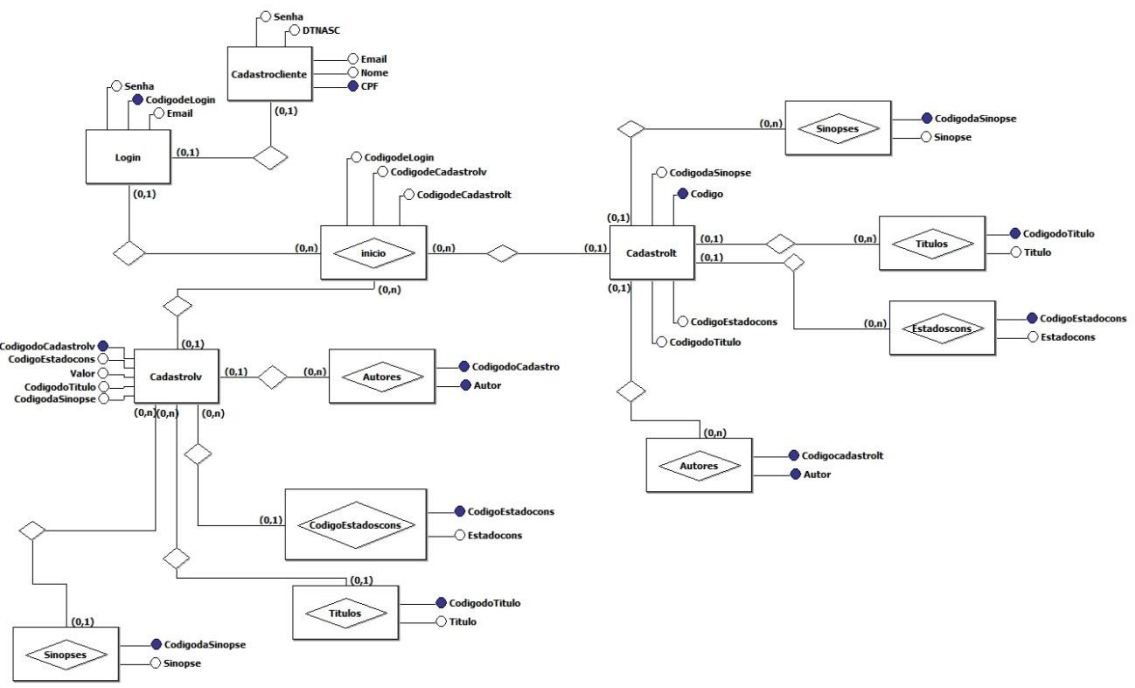 Senha
DTNASC
Email
Nome
CPF
Cadastrocliente
(0,1)
Senha
CodigodeLogin
Email
Login
(0,1)
(0,1)
CodigodeLogin
CodigodeCadastrolv
CodigodeCadastrolt
inicio
(0,n)
(0,n)
(0,n)
(0,n)
Sinopses
CodigodaSinopse
Sinopse
CodigodaSinopse
Codigo
(0,1)
(0,1)
Cadastrolt
(0,1)
(0,1)
(0,1)
(0,n)
Titulos
CodigodoTitulo
Titulo
CodigoEstadocons
CodigodoTitulo
(0,n)
Estadoscons
CodigoEstadocons
Estadocons
(0,n)
Autores
Codigocadastrolt
Autor
(0,1)
CodigodoCadastrolv
CodigoEstadocons
Valor
CodigodoTitulo
CodigodaSinopse
Cadastrolv
(0,1)
(0,n)
Autores
CodigodoCadastro
Autor
(0,n)
(0,n)
(0,n)
(0,1)
CodigoEstadoscons
CodigoEstadocons
Estadocons
(0,1)
Titulos
CodigodoTitulo
Titulo
(0,1)
Sinopses
CodigodaSinopse
Sinopse